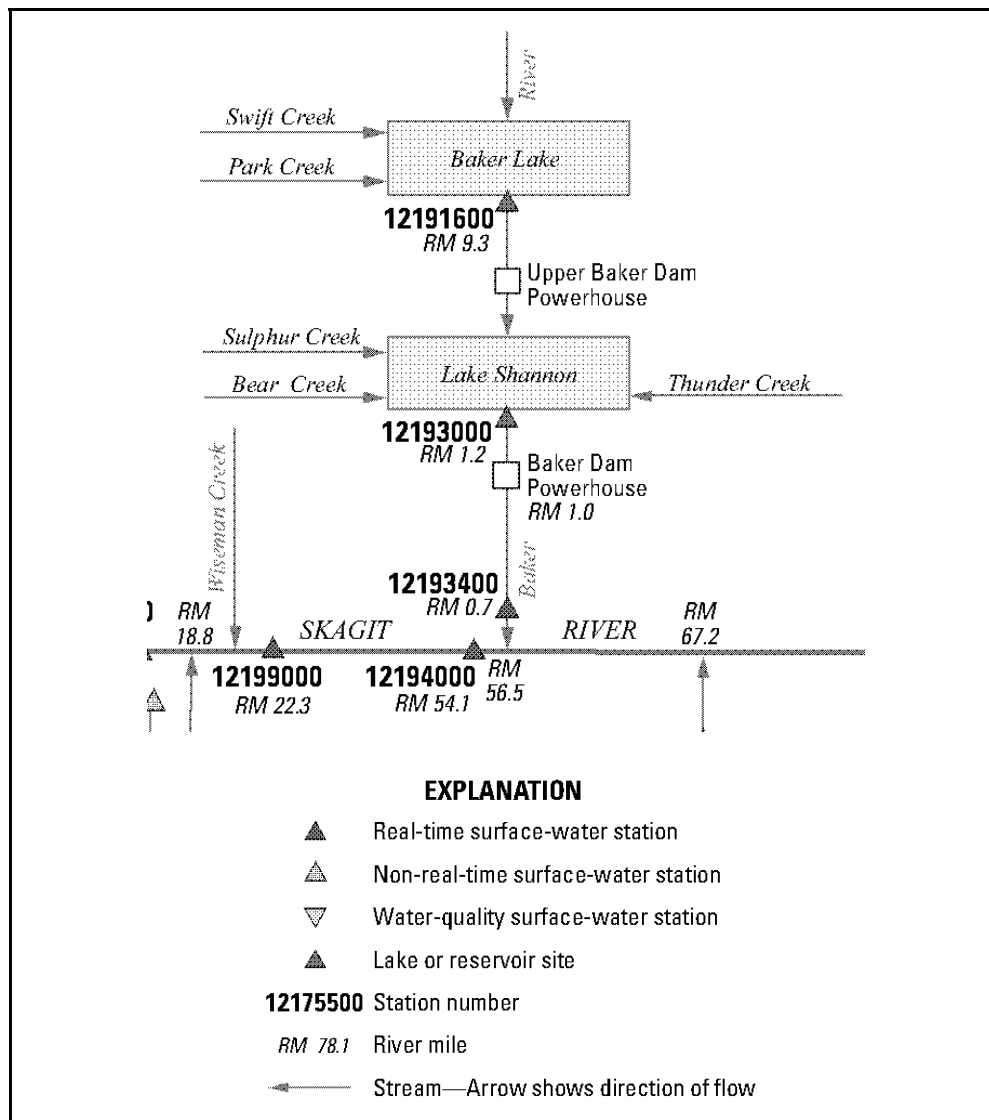 River
Swift Creek
Baker Lake
Park Creek
12191600
RM 9.3
Upper Baker Dam
Powerhouse
Sulphur Creek
Lake Shannon
Bear Creek
Thunder Creek
12193000
RM 1.2
Baker Dam
Powerhouse
RM 1.0
Wiseman Creek
Baker
12193400
RM 0.7
RM
18.8
SKAGIT
RIVER
RM
67.2
12199000
RM 22.3
12194000
RM 54.1
RM
56.5
EXPLANATION
Real-time surface-water station
Non-real-time surface-water station
Water-quality surface-water station
Lake or reservoir site
12175500 Station number
RM 78.1 River mile
Stream—Arrow shows direction of flow